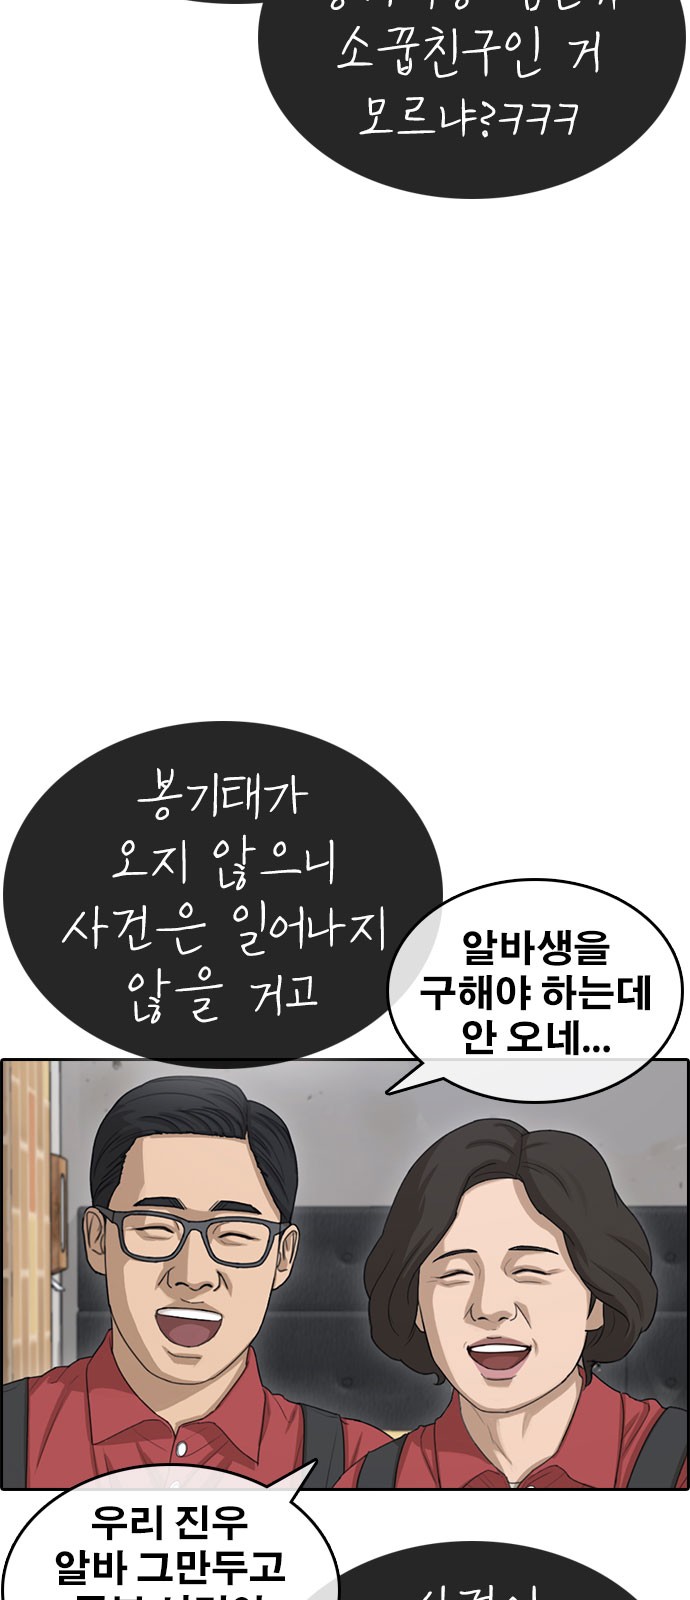 소꿉친구인 거
모르냐?ㅋㅋㅋ
봉기태가
오지 않으니
사건은 일어나지
않을 거고
알바생을
구해야 하는데
안 오네...
우리 진우
알바 그만두고